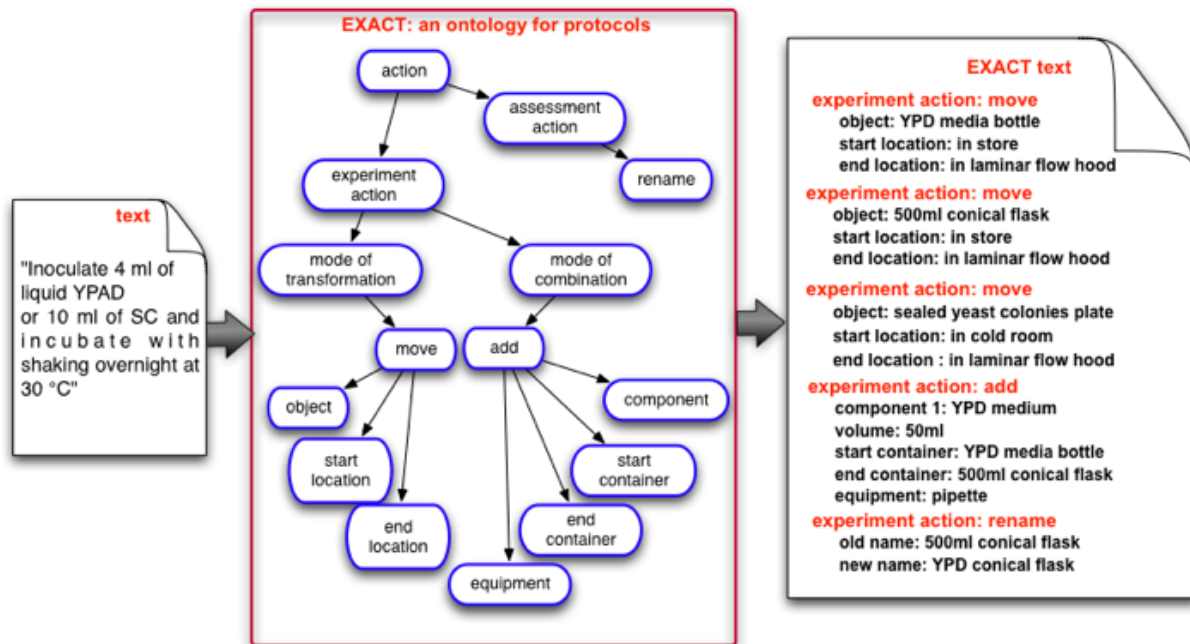 text
"Inoculate 4 ml of
liquid YPAD
or 10 ml of SC and
incubate with
shaking overnight at
30 °C"
EXACT: an ontology for protocols
action
assessment
action
experiment
action
rename
mode of
transformation
mode of
combination
move
add
object
component
start
location
start
container
end
location
end
container
equipment
EXACT text
experiment action: move
object: YPD media bottle
start location: in store
end location: in laminar flow hood
experiment action: move
object: 500ml conical flask
start location: in store
end location: in laminar flow hood
experiment action: move
object: sealed yeast colonies plate
start location: in cold room
end location : in laminar flow hood
experiment action: add
component 1: YPD medium
volume: 50ml
start container: YPD media bottle
end container: 500ml conical flask
equipment: pipette
experiment action: rename
old name: 500ml conical flask
new name: YPD conical flask